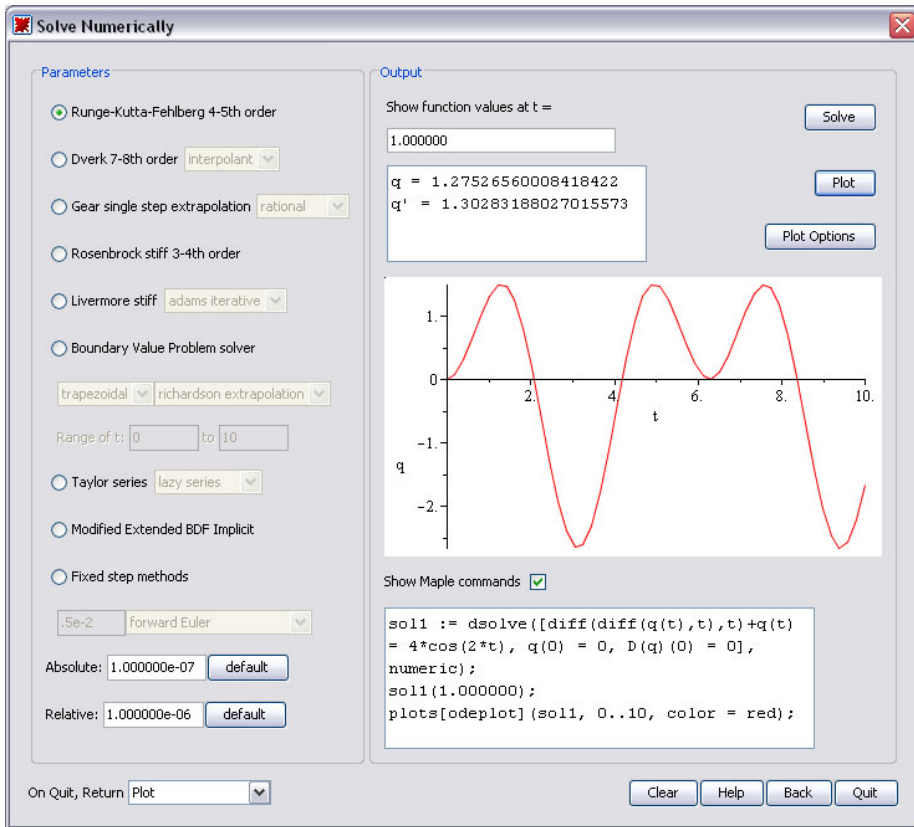 Solve Numerically
Parameters
Runge-Kutta-Fehlberg 4-5th order
Dverk 7-8th order interpolant
Gear single step extrapolation rational
Rosenbrock stiff 3-4th order
Livermore stiff adams iterative
Boundary Value Problem solver
trapezoidal richardson extrapolation
Range of t: 0 to 10
Taylor series lazy series
Modified Extended BDF Implicit
Fixed step methods
.5e-2 forward Euler
Absolute: 1.000000e-07 default
Relative: 1.000000e-06 default
Output
Show function values at t =
1.000000
Solve
q = 1.27526560008418422
q' = 1.30283188027015573
Plot
Plot Options
1.
0
-1.
-2.
q
2. 4. 6. 8. 10.
t
Show Maple commands
sol1 := dsolve([diff(diff(q(t),t),t)+q(t)
= 4*cos(2*t), q(0) = 0, D(q)(0) = 0],
numeric);
sol1(1.000000);
plots[odeplot](sol1, 0..10, color = red);
On Quit, Return Plot
Clear Help Back Quit